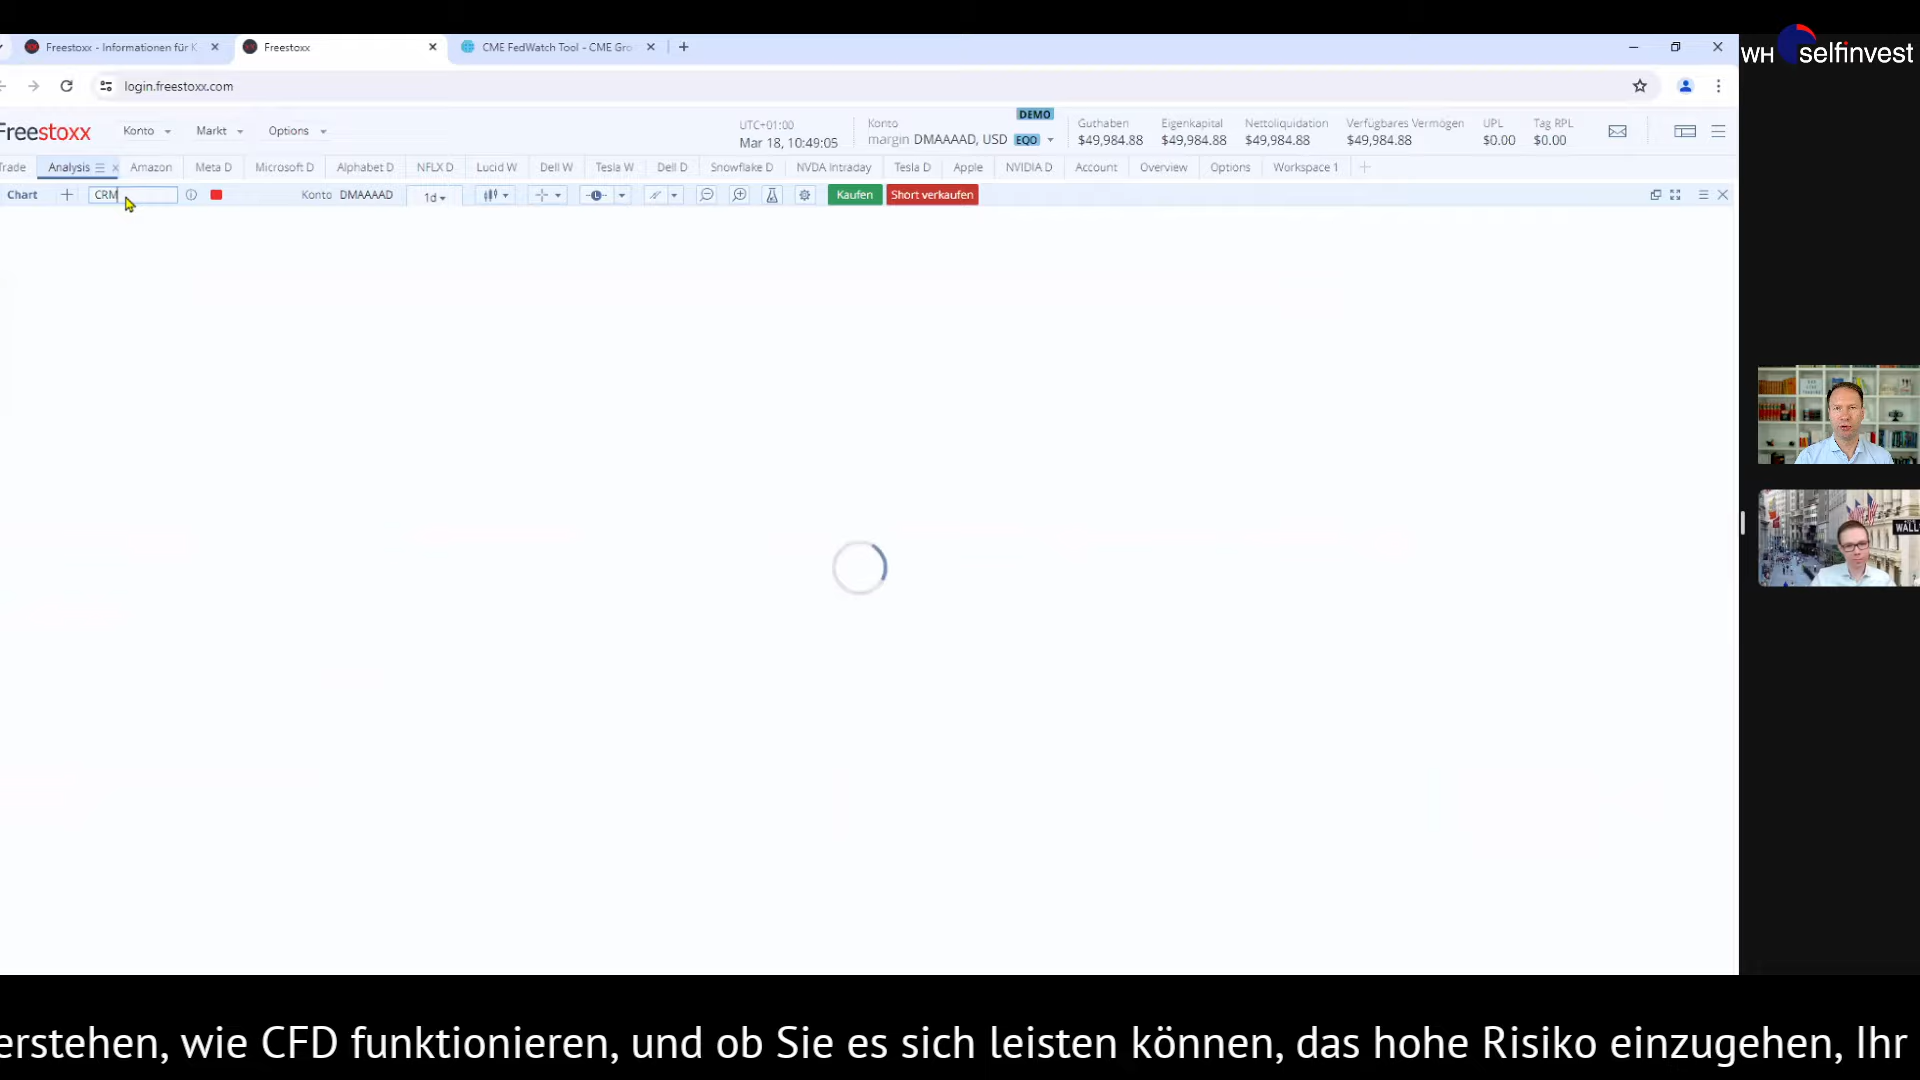 Freestoxx - Informationen für K
Freestoxx
CME FedWatch Tool - CME Gro
WH selfinvest
login.freestoxx.com
Freestoxx
Konto
Markt
Options
UTC+01:00
Mar 18, 10:49:05
DEMO
Konto
margin DMAAAAD, USD EQO
Guthaben
$49,984.88
Eigenkapital
$49,984.88
Nettoliquidation
$49,984.88
Verfügbares Vermögen
$49,984.88
UPL
$0.00
Tag RPL
$0.00
Trade Analysis Amazon Meta D Microsoft D Alphabet D NFLX D Lucid W Dell W Tesla W Dell D Snowflake D NVDA Intraday Tesla D Apple NVIDIA D Account Overview Options Workspace 1
Chart CRM Konto DMAAAAD 1d Kaufen Short verkaufen
WALL
erstehen, wie CFD funktionieren, und ob Sie es sich leisten können, das hohe Risiko einzugehen, Ihr